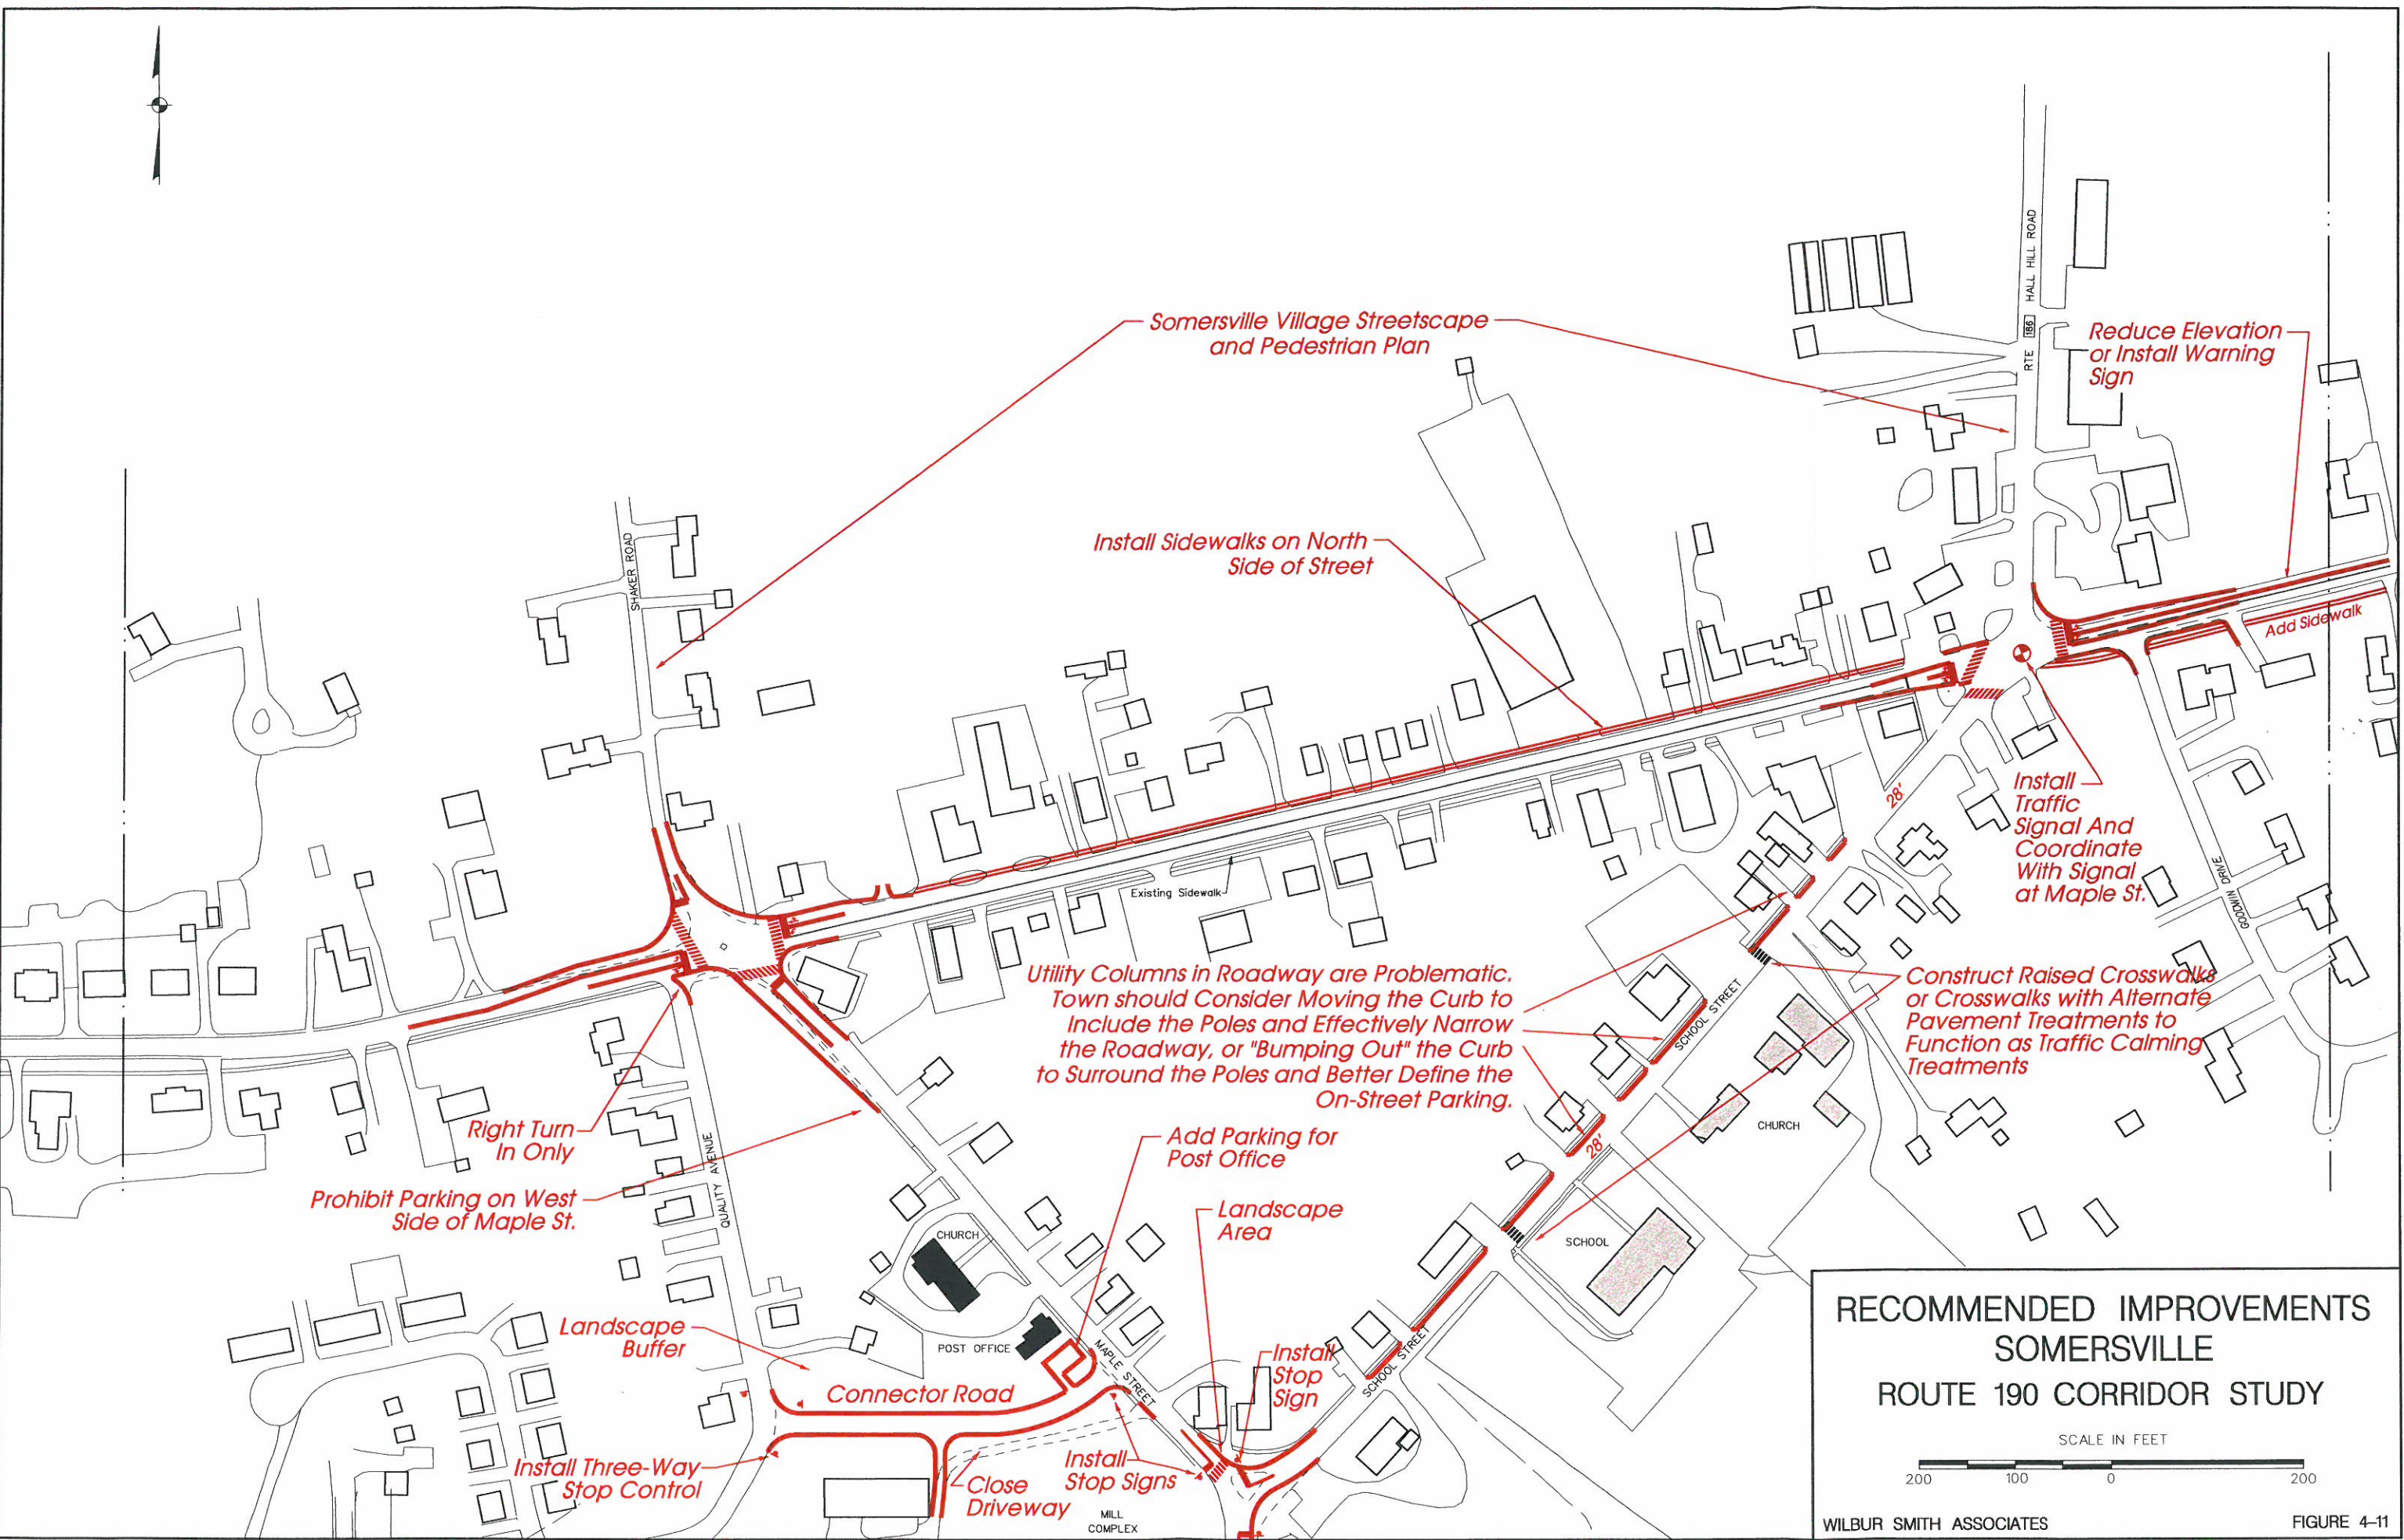 Somersville Village Streetscape
and Pedestrian Plan
RTE 186 HALL HILL ROAD
Reduce Elevation
or Install Warning
Sign
SHAKER ROAD
Install Sidewalks on North
Side of Street
Add Sidewalk
Install
Traffic
Signal And
Coordinate
With Signal
at Maple St.
28'
GOODWIN DRIVE
Existing Sidewalk
Utility Columns in Roadway are Problematic.
Town should Consider Moving the Curb to
Include the Poles and Effectively Narrow
the Roadway, or "Bumping Out" the Curb
to Surround the Poles and Better Define the
On-Street Parking.
SCHOOL STREET
Construct Raised Crosswalks
or Crosswalks with Alternate
Pavement Treatments to
Function as Traffic Calming
Treatments
CHURCH
28'
Right Turn
In Only
QUALITY AVENUE
Prohibit Parking on West
Side of Maple St.
Add Parking for
Post Office
Landscape
Area
CHURCH
SCHOOL
Landscape
Buffer
POST OFFICE
MAPLE STREET
Install
Stop
Sign
SCHOOL STREET
Connector Road
Install Three-Way
Stop Control
Close
Driveway
Install
Stop Signs
MILL
COMPLEX
RECOMMENDED IMPROVEMENTS
SOMERSVILLE
ROUTE 190 CORRIDOR STUDY
SCALE IN FEET
200 100 0 200
WILBUR SMITH ASSOCIATES
FIGURE 4-11